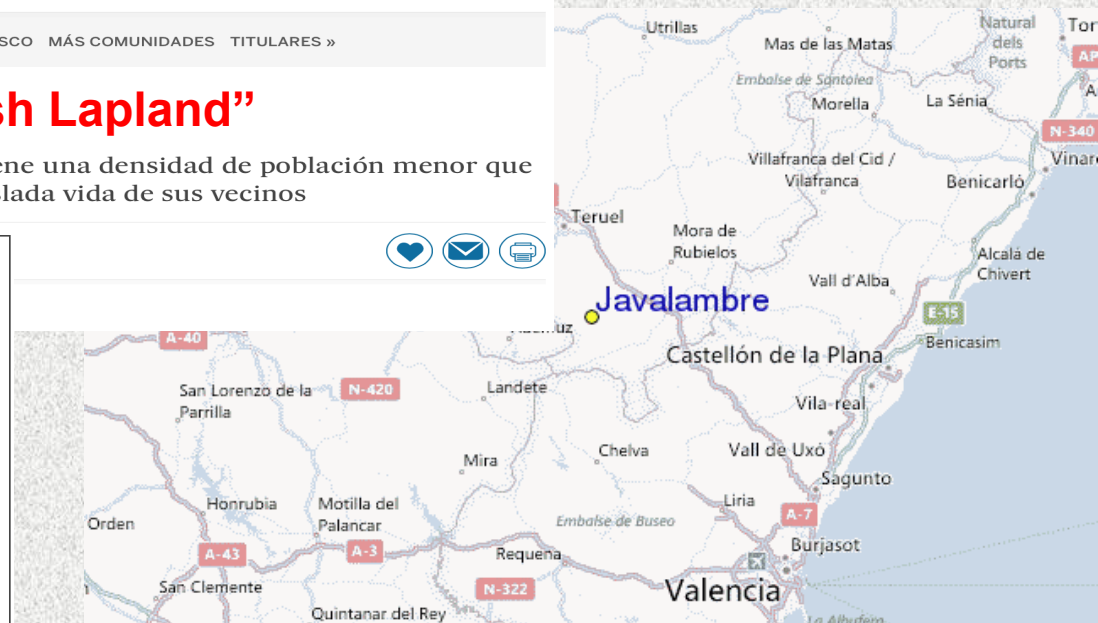 SCO MÁS COMUNIDADES TITULARES »
sh Lapland”
ene una densidad de población menor que
slada vida de sus vecinos
Utrillas
Natural
dels
Ports
Tor
Mas de las Matas
AP
Embalse de Santolea
Morella
La Sénia
N-340
Villafranca del Cid /
Vilafranca
Vinar
Benicarló
Teruel
Mora de
Rubielos
Alcalá de
Chivert
Vall d'Alba
Javalambre
E-15
Benicasim
A-40
Castellón de la Plana
San Lorenzo de la
Parrilla
N-420
Landete
Vila-real
Mira
Chelva
Vall de Uxó
Sagunto
Honrubia
Motilla del
Palancar
Liria
A-7
Orden
Embalse de Buseo
Burjasot
A-43
A-3
Requena
San Clemente
N-322
Valencia
Quintanar del Rey
La Albufera